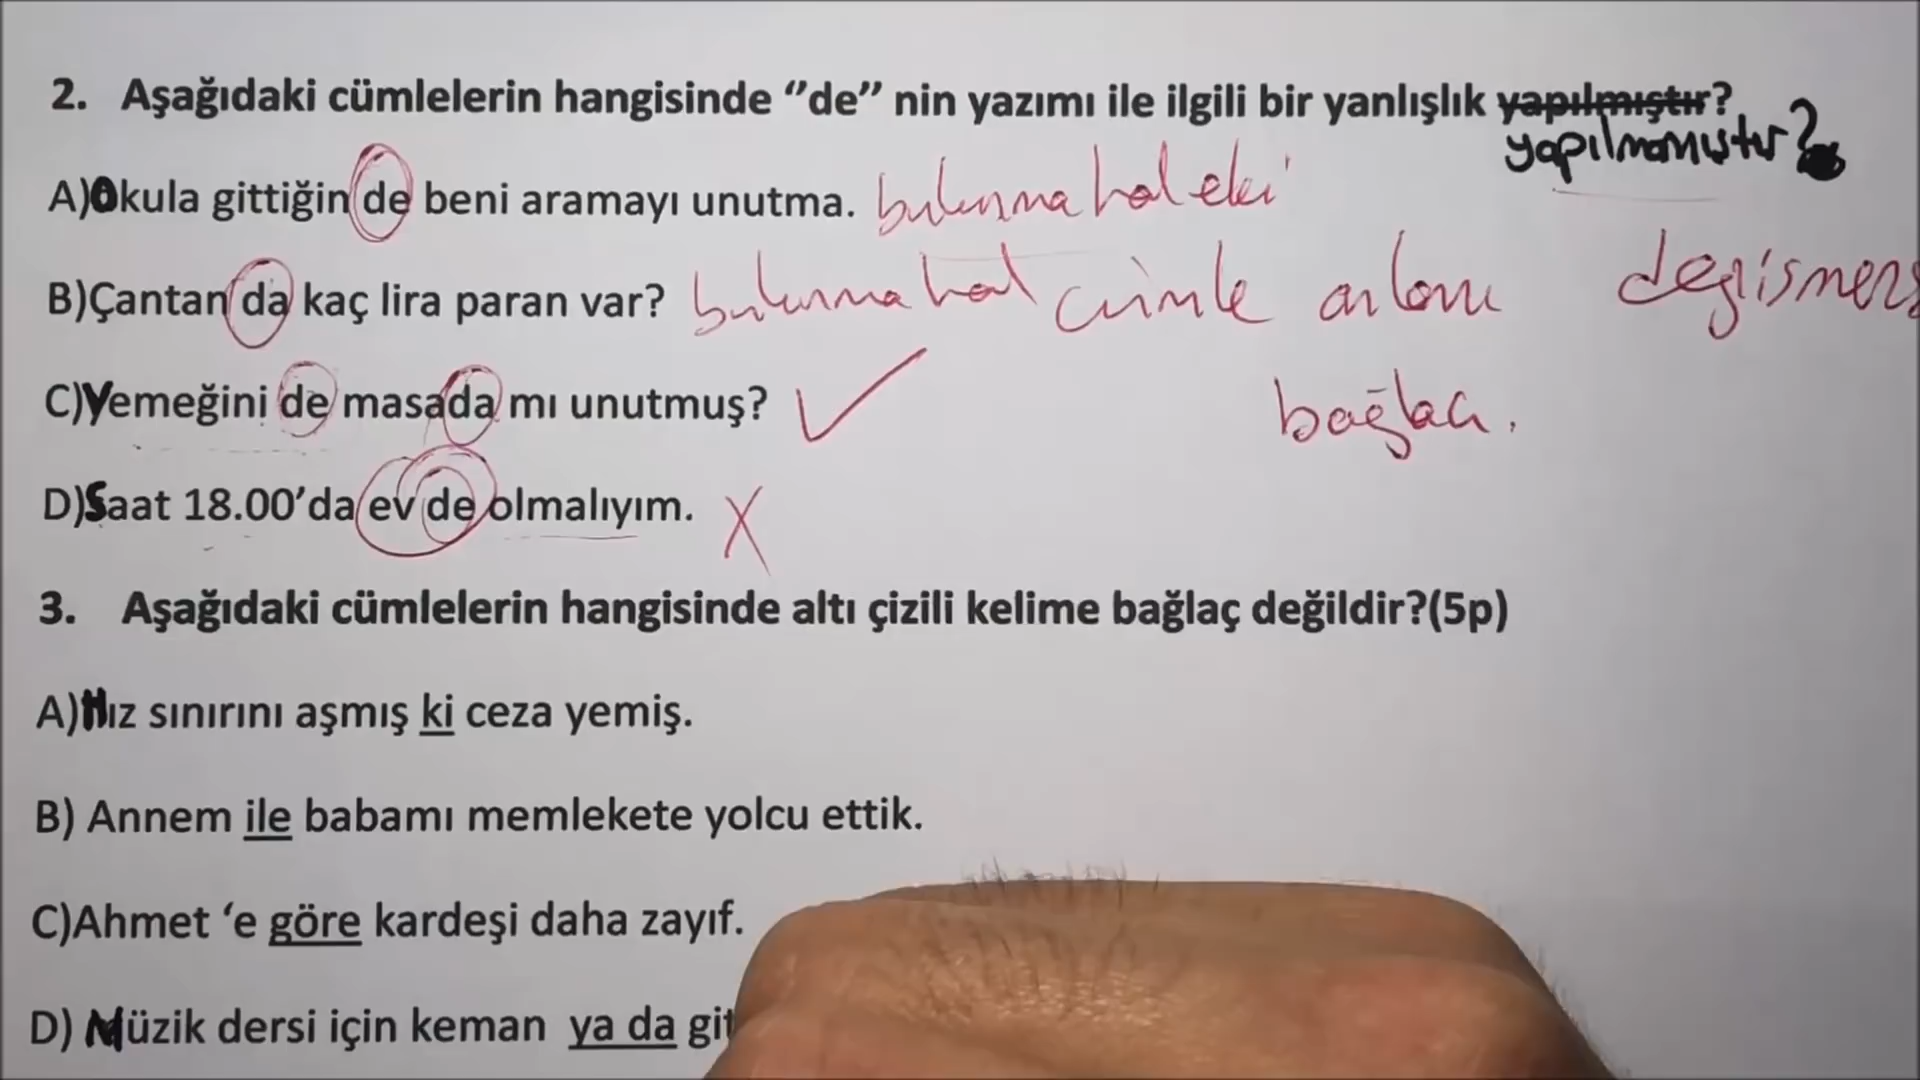 2. Aşağıdaki cümlelerin hangisinde ‘’de’’ nin yazımı ile ilgili bir yanlışlık yapılmıştır?
yapılmamıştır?
A)Okula gittiğin de beni aramayı unutma. bulunma hal eki
B)Çantan da kaç lira paran var? bulunma hal cümle anlamı değişmez
C)Yemeğini de masada mı unutmuş? ✓ bağlacı.
D)Saat 18.00’da ev de olmalıyım. X
3. Aşağıdaki cümlelerin hangisinde altı çizili kelime bağlaç değildir?(5p)
A)Hız sınırını aşmış ki ceza yemiş.
B) Annem ile babamı memlekete yolcu ettik.
C)Ahmet ‘e göre kardeşi daha zayıf.
D) Müzik dersi için keman ya da git